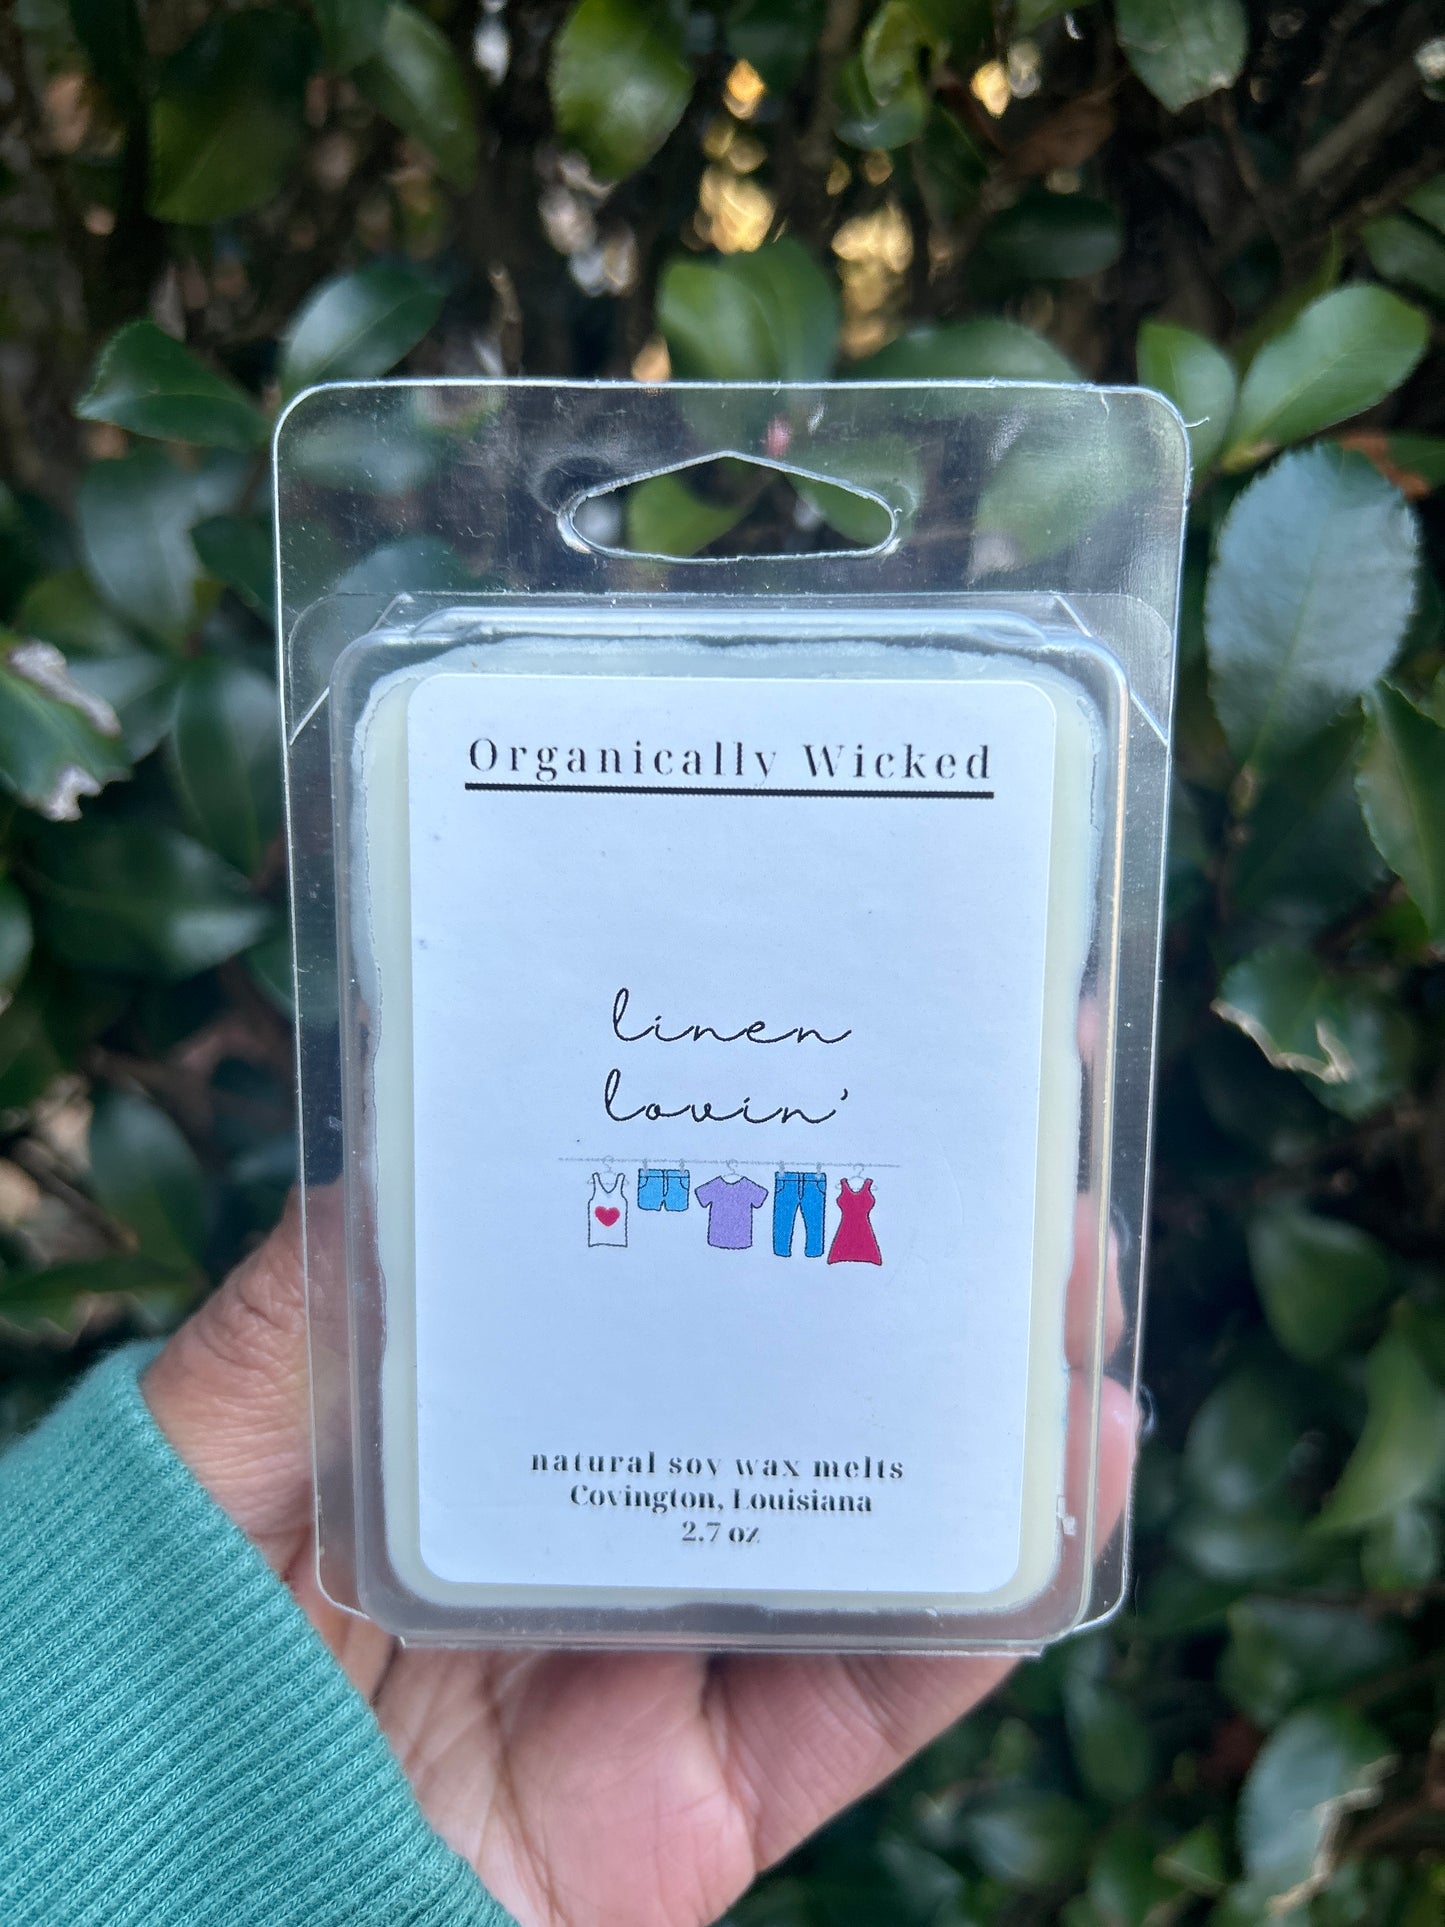 Organically Wicked
linen
lovin'
natural soy wax melts
Covington, Louisiana
2.7 oz